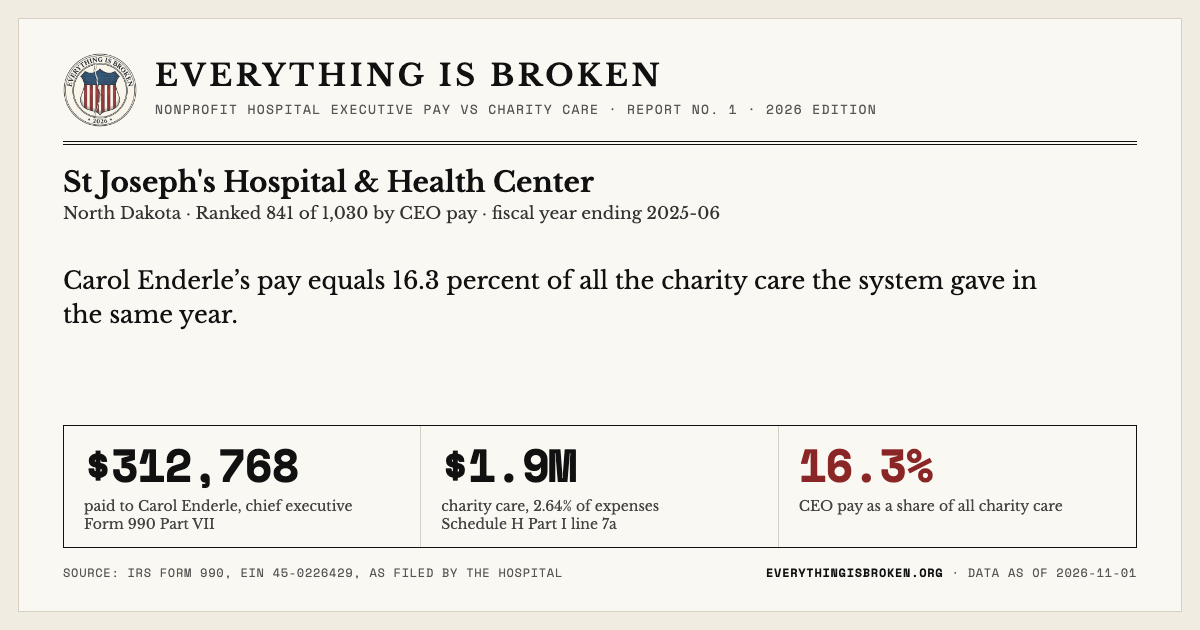 EVERYTHING IS BROKEN
· 2026 ·
EVERYTHING IS BROKEN
NONPROFIT HOSPITAL EXECUTIVE PAY VS CHARITY CARE · REPORT NO. 1 · 2026 EDITION
St Joseph's Hospital & Health Center
North Dakota · Ranked 841 of 1,030 by CEO pay · fiscal year ending 2025-06
Carol Enderle’s pay equals 16.3 percent of all the charity care the system gave in
the same year.
$312,768
paid to Carol Enderle, chief executive
Form 990 Part VII
$1.9M
charity care, 2.64% of expenses
Schedule H Part I line 7a
16.3%
CEO pay as a share of all charity care
SOURCE: IRS FORM 990, EIN 45-0226429, AS FILED BY THE HOSPITAL
EVERYTHINGISBROKEN.ORG · DATA AS OF 2026-11-01